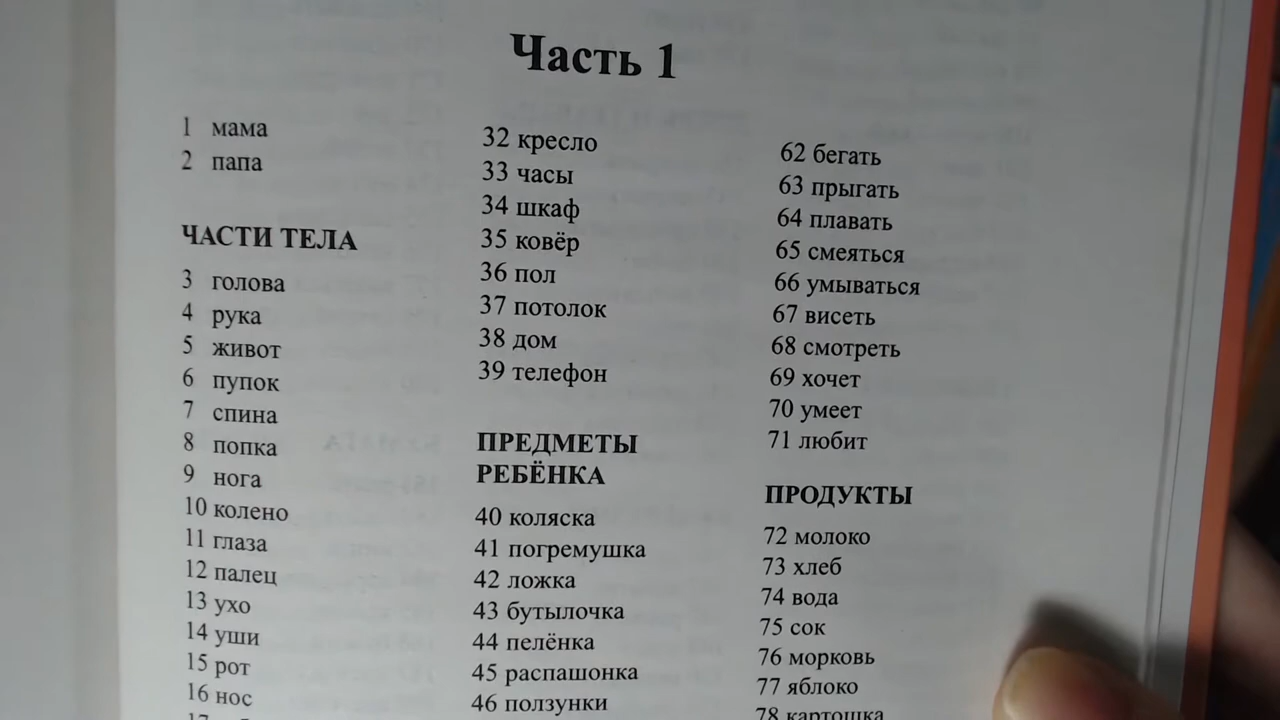 Часть 1
1 мама
2 папа
ЧАСТИ ТЕЛА
3 голова
4 рука
5 живот
6 пупок
7 спина
8 попка
9 нога
10 колено
11 глаза
12 палец
13 ухо
14 уши
15 рот
16 нос
32 кресло
33 часы
34 шкаф
35 ковёр
36 пол
37 потолок
38 дом
39 телефон
ПРЕДМЕТЫ
РЕБЁНКА
40 коляска
41 погремушка
42 ложка
43 бутылочка
44 пелёнка
45 распашонка
46 ползунки
62 бегать
63 прыгать
64 плавать
65 смеяться
66 умываться
67 висеть
68 смотреть
69 хочет
70 умеет
71 любит
ПРОДУКТЫ
72 молоко
73 хлеб
74 вода
75 сок
76 морковь
77 яблоко
78 картошка